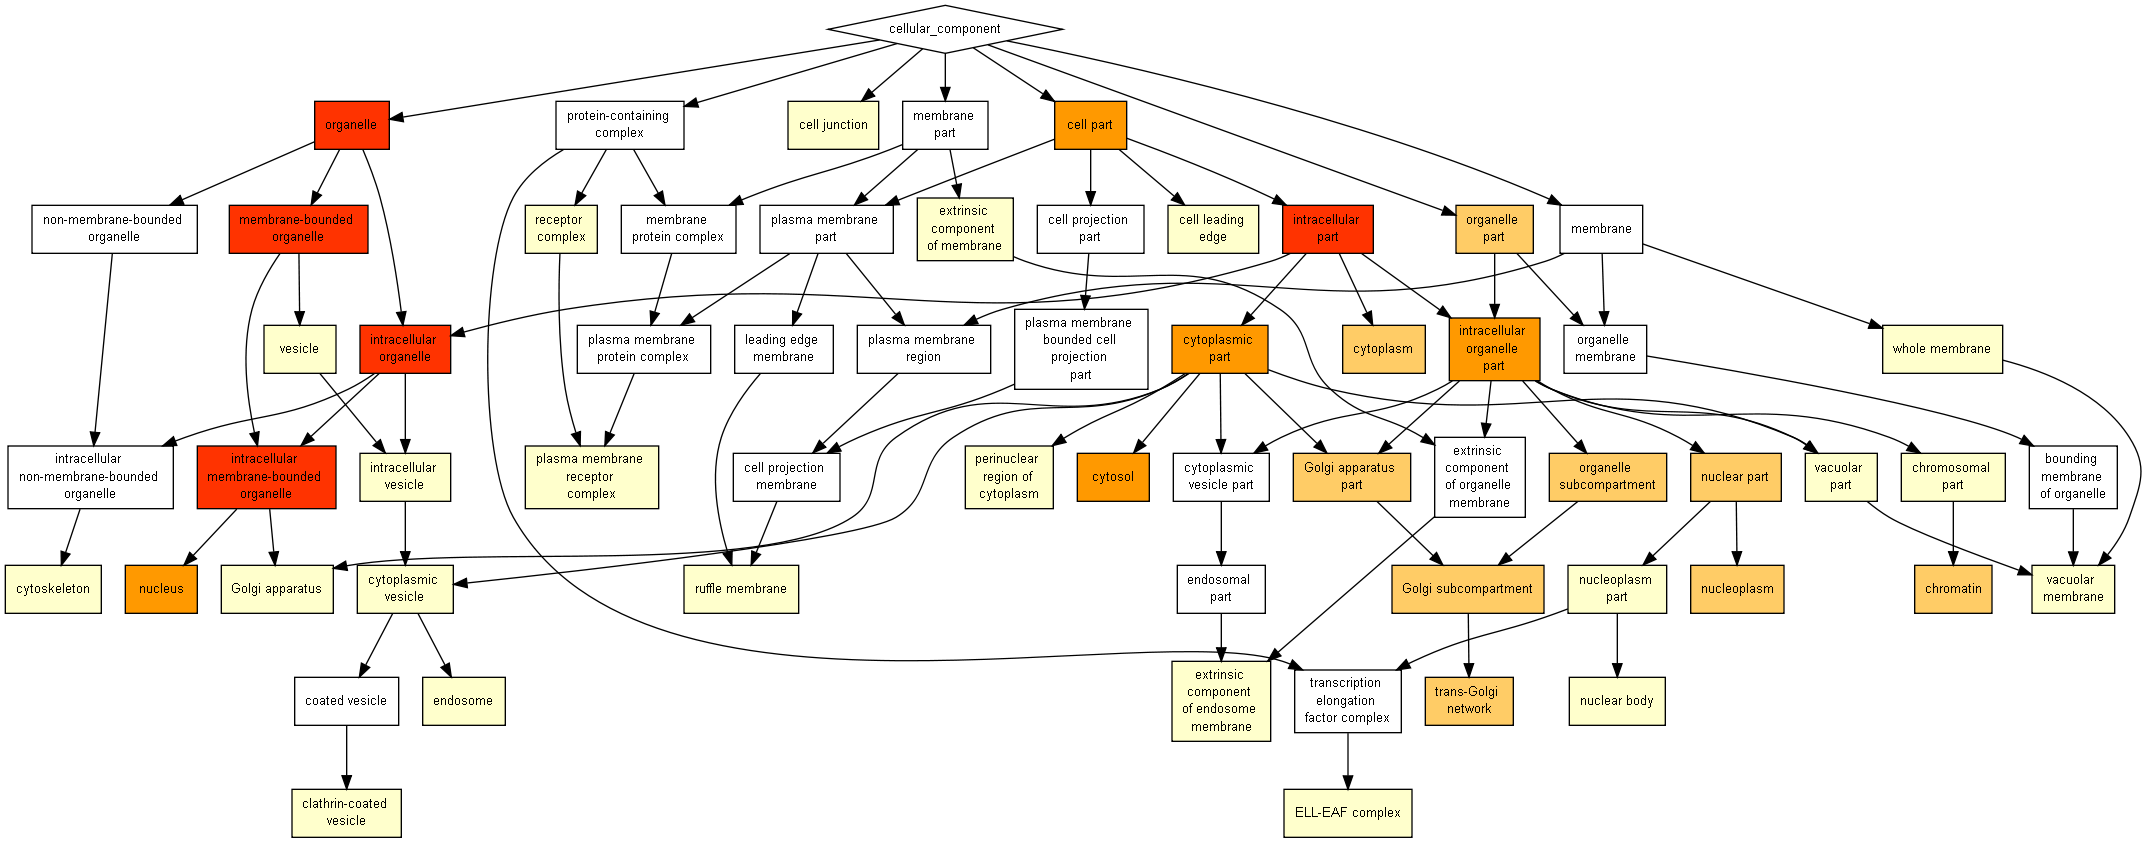 cellular_component
organelle
protein-containing
complex
cell junction
membrane
part
cell part
non-membrane-bounded
organelle
membrane-bounded
organelle
receptor
complex
membrane
protein complex
plasma membrane
part
extrinsic
component
of membrane
cell projection
part
cell leading
edge
intracellular
part
organelle
part
membrane
vesicle
intracellular
organelle
plasma membrane
protein complex
leading edge
membrane
plasma membrane
region
plasma membrane
bounded cell
projection
part
cytoplasmic
part
cytoplasm
intracellular
organelle
part
organelle
membrane
whole membrane
intracellular
non-membrane-bounded
organelle
intracellular
membrane-bounded
organelle
intracellular
vesicle
plasma membrane
receptor
complex
cell projection
membrane
perinuclear
region of
cytoplasm
cytosol
cytoplasmic
vesicle part
Golgi apparatus
part
extrinsic
component
of organelle
membrane
organelle
subcompartment
nuclear part
vacuolar
part
chromosomal
part
bounding
membrane
of organelle
cytoskeleton
nucleus
Golgi apparatus
cytoplasmic
vesicle
ruffle membrane
endosomal
part
Golgi subcompartment
nucleoplasm
part
nucleoplasm
chromatin
vacuolar
membrane
coated vesicle
endosome
extrinsic
component
of endosome
membrane
transcription
elongation
factor complex
trans-Golgi
network
nuclear body
clathrin-coated
vesicle
ELL-EAF complex